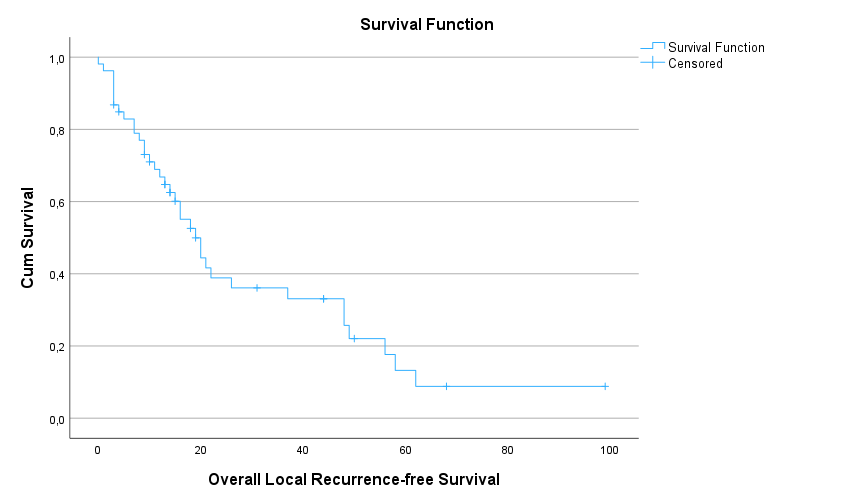 Survival Function
Survival Function
Censored
1,0
0,8
0,6
0,4
0,2
0,0
Cum Survival
0 20 40 60 80 100
Overall Local Recurrence-free Survival